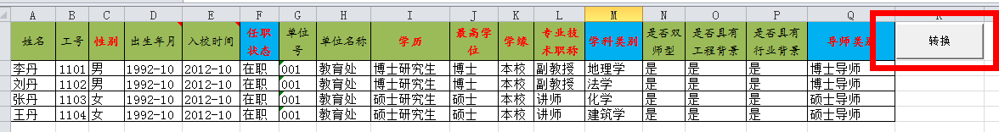 A B C D E F G H I J K L M N O P Q R
姓名 工号 性别 出生年月 入校时间 任职状态 单位号 单位名称 学历 最高学位 学缘 专业技术职称 学科类别 是否双师型 是否具有工程背景 是否具有行业背景 导师类别 转换
李丹 1101 男 1992-10 2012-10 在职 001 教育处 博士研究生 博士 本校 副教授 地理学 是 是 是 博士导师
刘丹 1102 男 1992-10 2012-10 在职 001 教育处 博士研究生 博士 本校 副教授 法学 是 是 是 博士导师
张丹 1103 女 1992-10 2012-10 在职 001 教育处 硕士研究生 硕士 本校 讲师 化学 是 是 是 硕士导师
王丹 1104 女 1992-10 2012-10 在职 001 教育处 硕士研究生 硕士 本校 讲师 建筑学 是 是 是 硕士导师